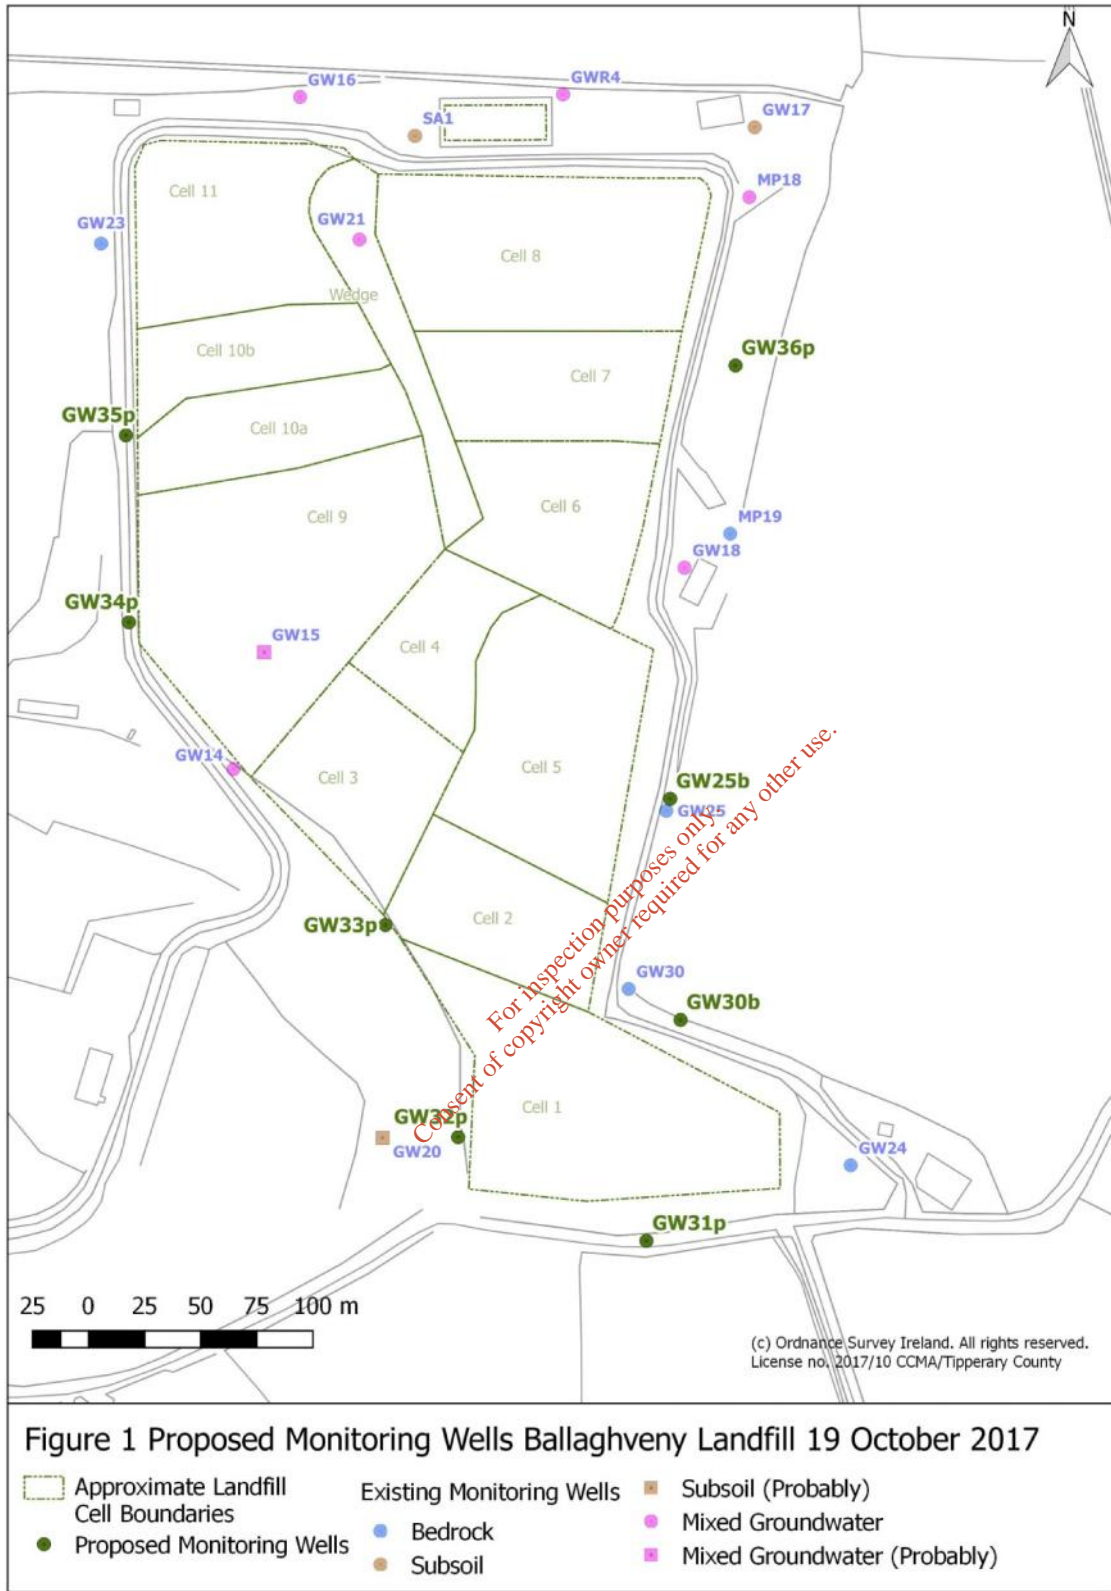 N
GW16
GWR4
SA1
GW17
MP18
Cell 11
GW21
GW23
Cell 8
Wedge
Cell 10b
GW36p
Cell 7
GW35p
Cell 10a
Cell 9
Cell 6
MP19
GW18
GW34p
GW15
Cell 4
GW14
Cell 3
Cell 5
GW25b
GW25
For inspection purposes only.
Consent of copyright owner required for any other use.
Cell 2
GW33p
GW30
GW30b
Cell 1
GW32p
GW20
GW24
GW31p
25 0 25 50 75 100 m
(c) Ordnance Survey Ireland. All rights reserved.
License no. 2017/10 CCMA/Tipperary County
Figure 1 Proposed Monitoring Wells Ballaghveny Landfill 19 October 2017
Approximate Landfill
Cell Boundaries
Proposed Monitoring Wells
Existing Monitoring Wells
Bedrock
Subsoil
Subsoil (Probably)
Mixed Groundwater
Mixed Groundwater (Probably)